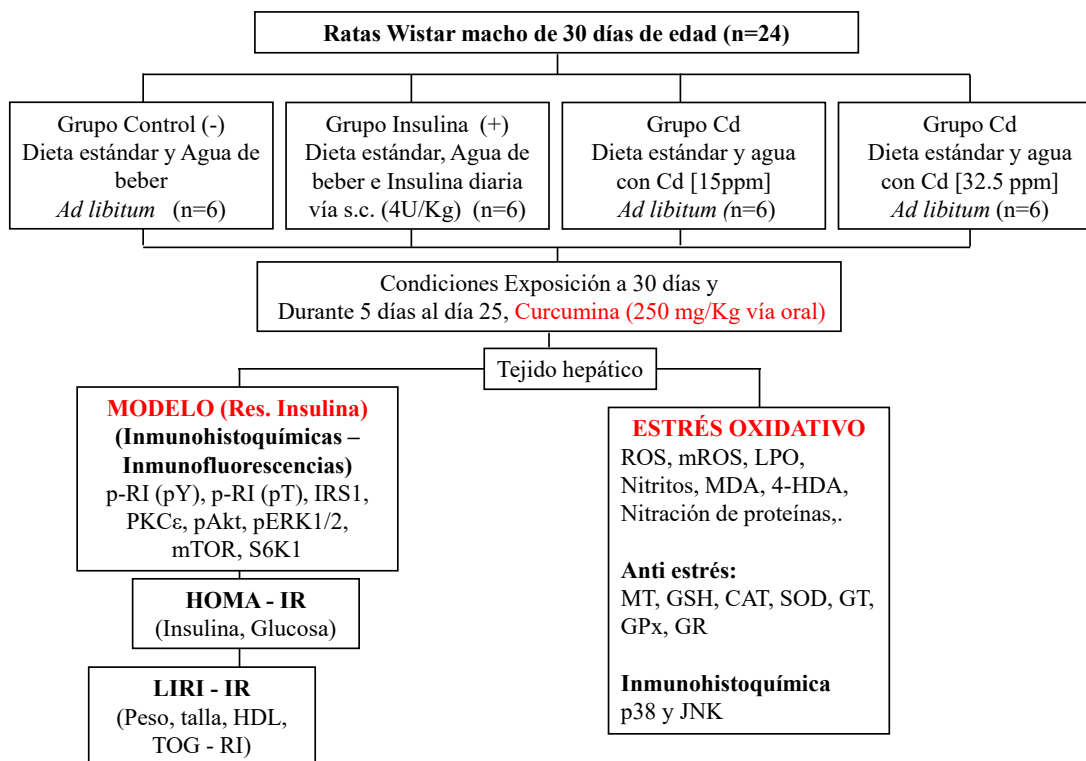 Ratas Wistar macho de 30 días de edad (n=24)
Grupo Control (-)
Dieta estándar y Agua de
beber
Ad libitum (n=6)
Grupo Insulina (+)
Dieta estándar, Agua de
beber e Insulina diaria
vía s.c. (4U/Kg) (n=6)
Grupo Cd
Dieta estándar y agua
con Cd [15ppm]
Ad libitum (n=6)
Grupo Cd
Dieta estándar y agua
con Cd [32.5 ppm]
Ad libitum (n=6)
Condiciones Exposición a 30 días y
Durante 5 días al día 25, Curcumina (250 mg/Kg vía oral)
Tejido hepático
MODELO (Res. Insulina)
(Inmunohistoquímicas –
Inmunofluorescencias)
p-RI (pY), p-RI (pT), IRS1,
PKCε, pAkt, pERK1/2,
mTOR, S6K1
HOMA - IR
(Insulina, Glucosa)
LIRI - IR
(Peso, talla, HDL,
TOG - RI)
ESTRÉS OXIDATIVO
ROS, mROS, LPO,
Nitritos, MDA, 4-HDA,
Nitración de proteínas,.
Anti estrés:
MT, GSH, CAT, SOD, GT,
GPx, GR
Inmunohistoquímica
p38 y JNK